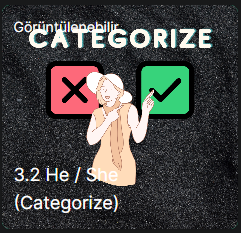 Görüntülenebilir
CATEGORIZE
3.2 He / She
(Categorize)